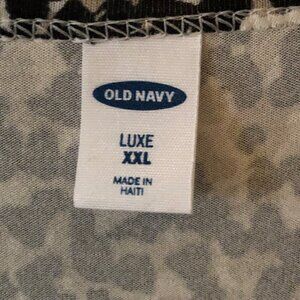 OLD NAVY
LUXE
XXL
MADE IN
HAITI